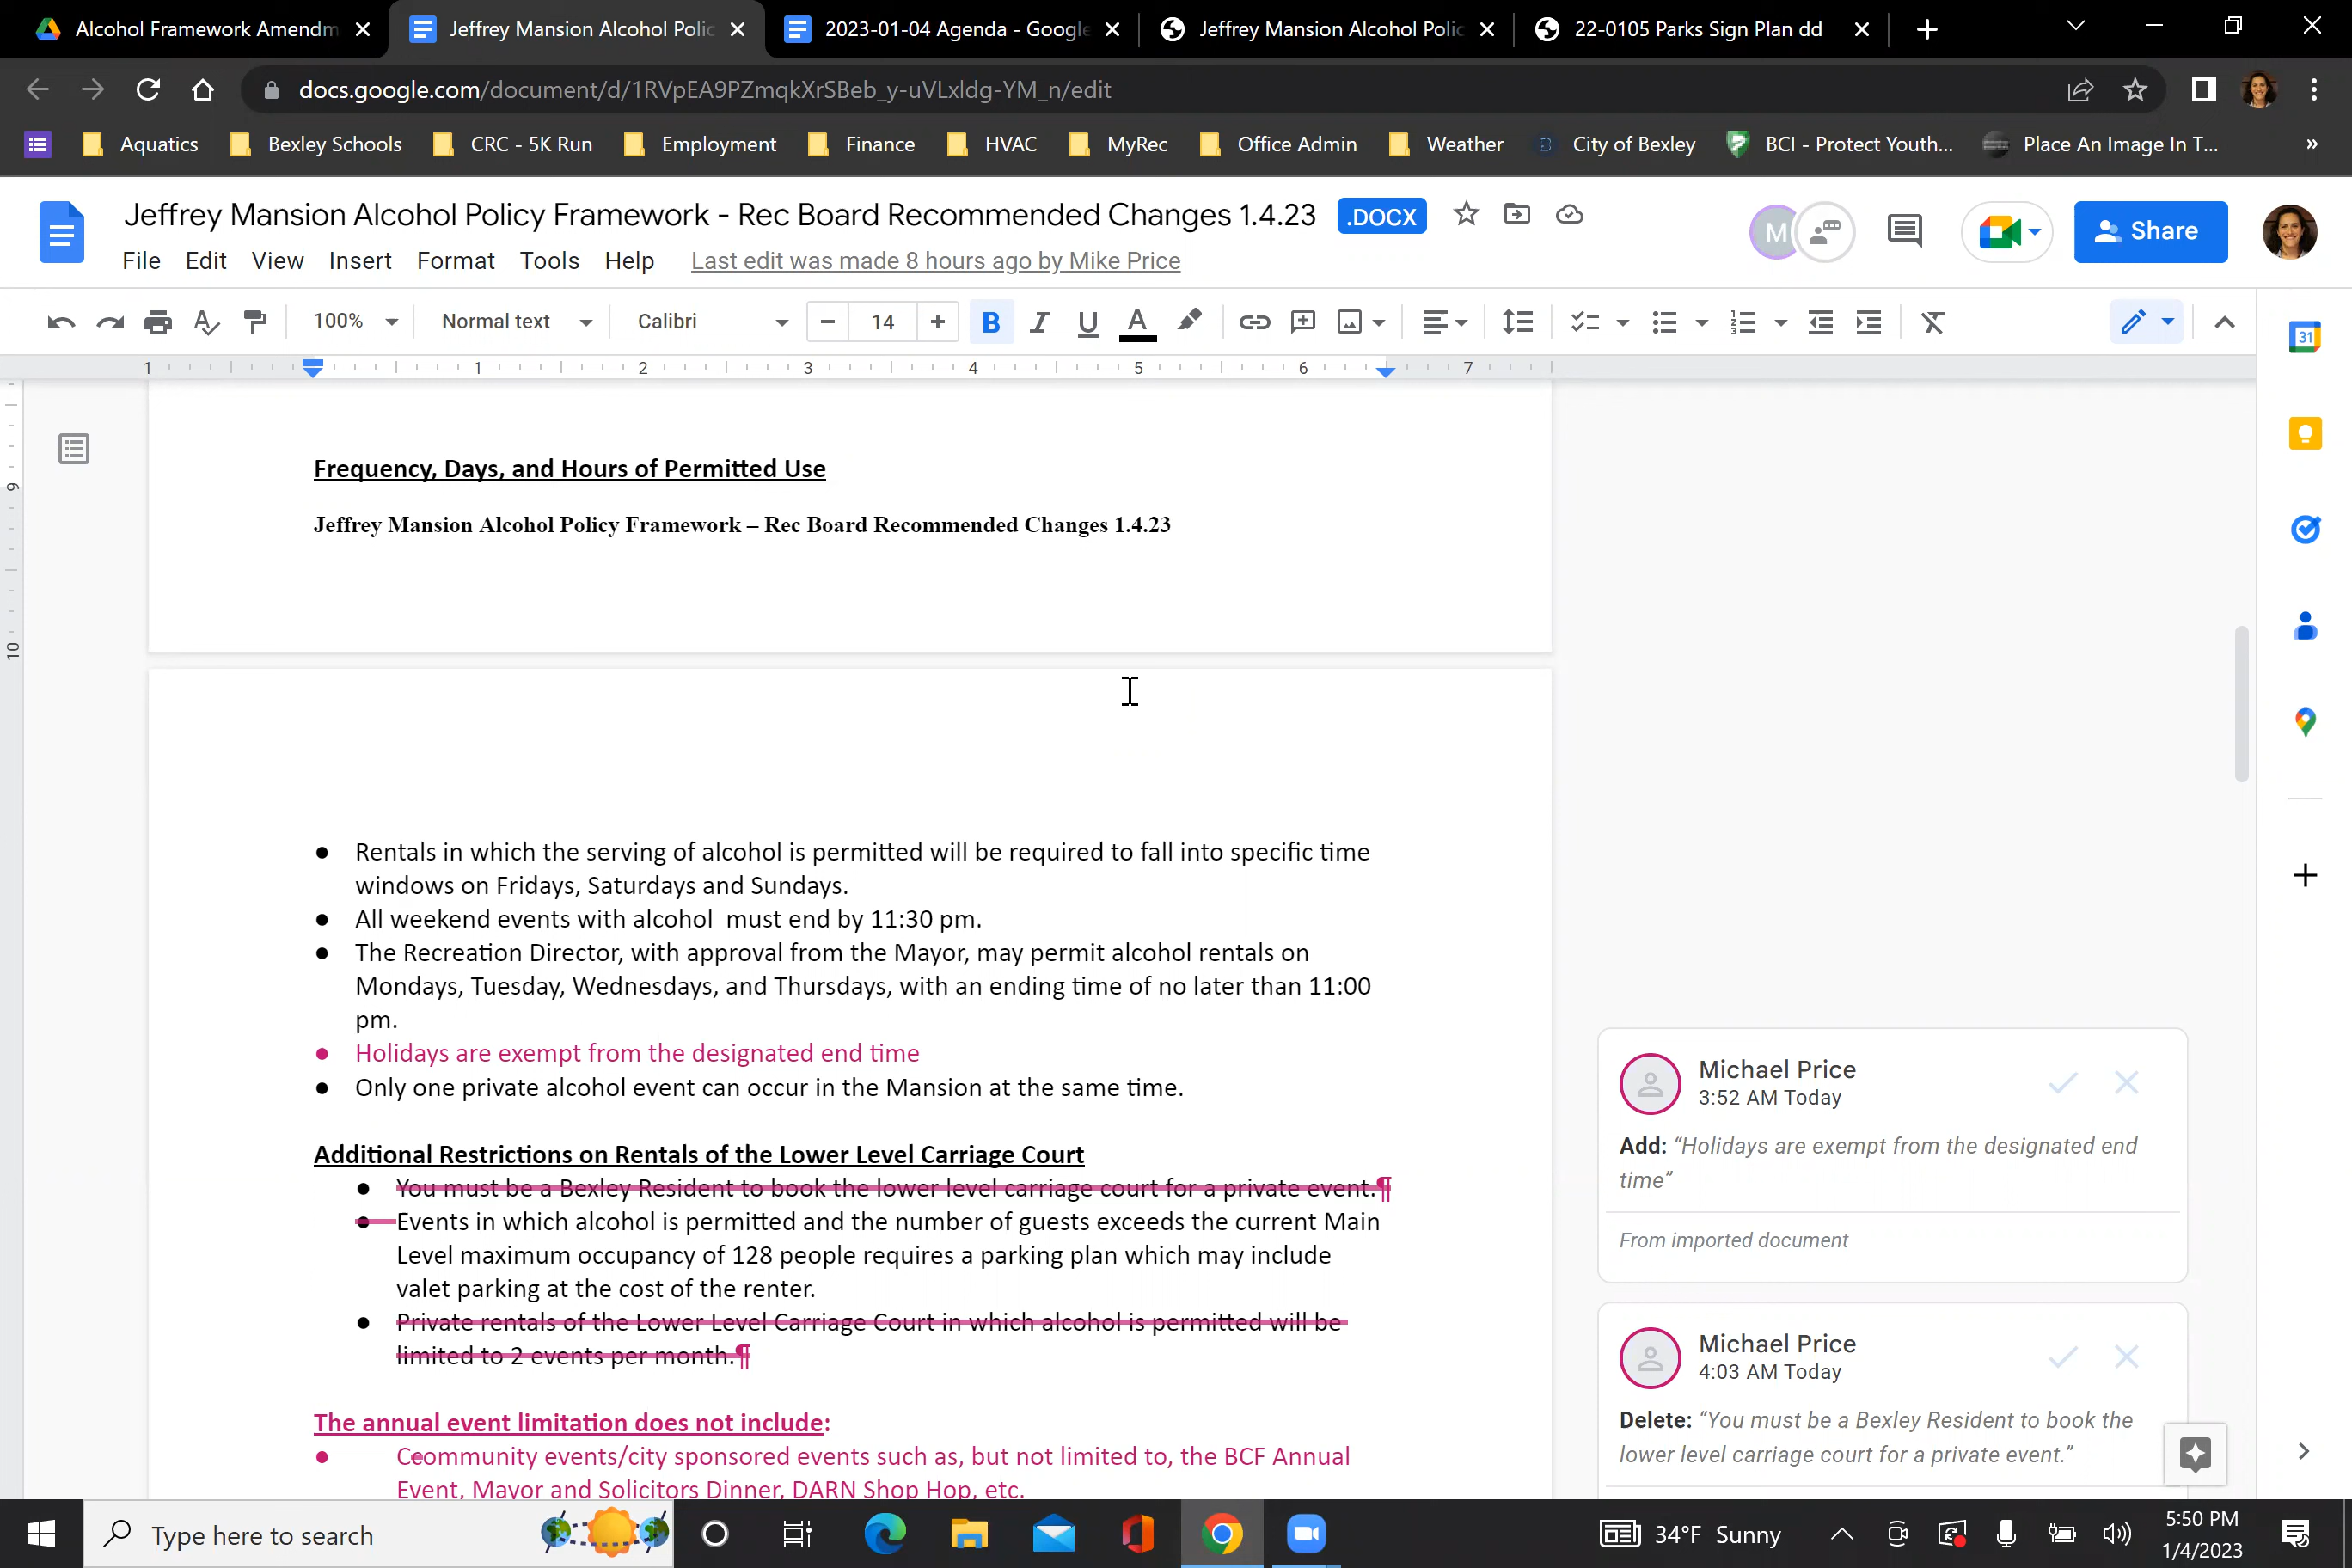 Alcohol Framework Amendm
Jeffrey Mansion Alcohol Polic
2023-01-04 Agenda - Google
Jeffrey Mansion Alcohol Polic
22-0105 Parks Sign Plan dd
docs.google.com/document/d/1RVpEA9PZmqkXrSBeb_y-uVLxldg-YM_n/edit
Aquatics
Bexley Schools
CRC - 5K Run
Employment
Finance
HVAC
MyRec
Office Admin
Weather
City of Bexley
BCI - Protect Youth...
Place An Image In T...
»
Jeffrey Mansion Alcohol Policy Framework - Rec Board Recommended Changes 1.4.23
.DOCX
M
Share
File Edit View Insert Format Tools Help
Last edit was made 8 hours ago by Mike Price
100%
Normal text
Calibri
14
B I U A
31
1 1 2 3 4 5 6 7
9
10
Frequency, Days, and Hours of Permitted Use
Jeffrey Mansion Alcohol Policy Framework – Rec Board Recommended Changes 1.4.23
● Rentals in which the serving of alcohol is permitted will be required to fall into specific time
windows on Fridays, Saturdays and Sundays.
● All weekend events with alcohol  must end by 11:30 pm.
● The Recreation Director, with approval from the Mayor, may permit alcohol rentals on
Mondays, Tuesday, Wednesdays, and Thursdays, with an ending time of no later than 11:00
pm.
● Holidays are exempt from the designated end time
● Only one private alcohol event can occur in the Mansion at the same time.
Additional Restrictions on Rentals of the Lower Level Carriage Court
● You must be a Bexley Resident to book the lower level carriage court for a private event.¶
● Events in which alcohol is permitted and the number of guests exceeds the current Main
Level maximum occupancy of 128 people requires a parking plan which may include
valet parking at the cost of the renter.
● Private rentals of the Lower Level Carriage Court in which alcohol is permitted will be
limited to 2 events per month.¶
The annual event limitation does not include:
● Ccommunity events/city sponsored events such as, but not limited to, the BCF Annual
Event, Mayor and Solicitors Dinner, DARN Shop Hop, etc.
Michael Price
3:52 AM Today
Add: “Holidays are exempt from the designated end
time”
From imported document
Michael Price
4:03 AM Today
Delete: “You must be a Bexley Resident to book the
lower level carriage court for a private event.”
Type here to search
34°F Sunny
5:50 PM
1/4/2023